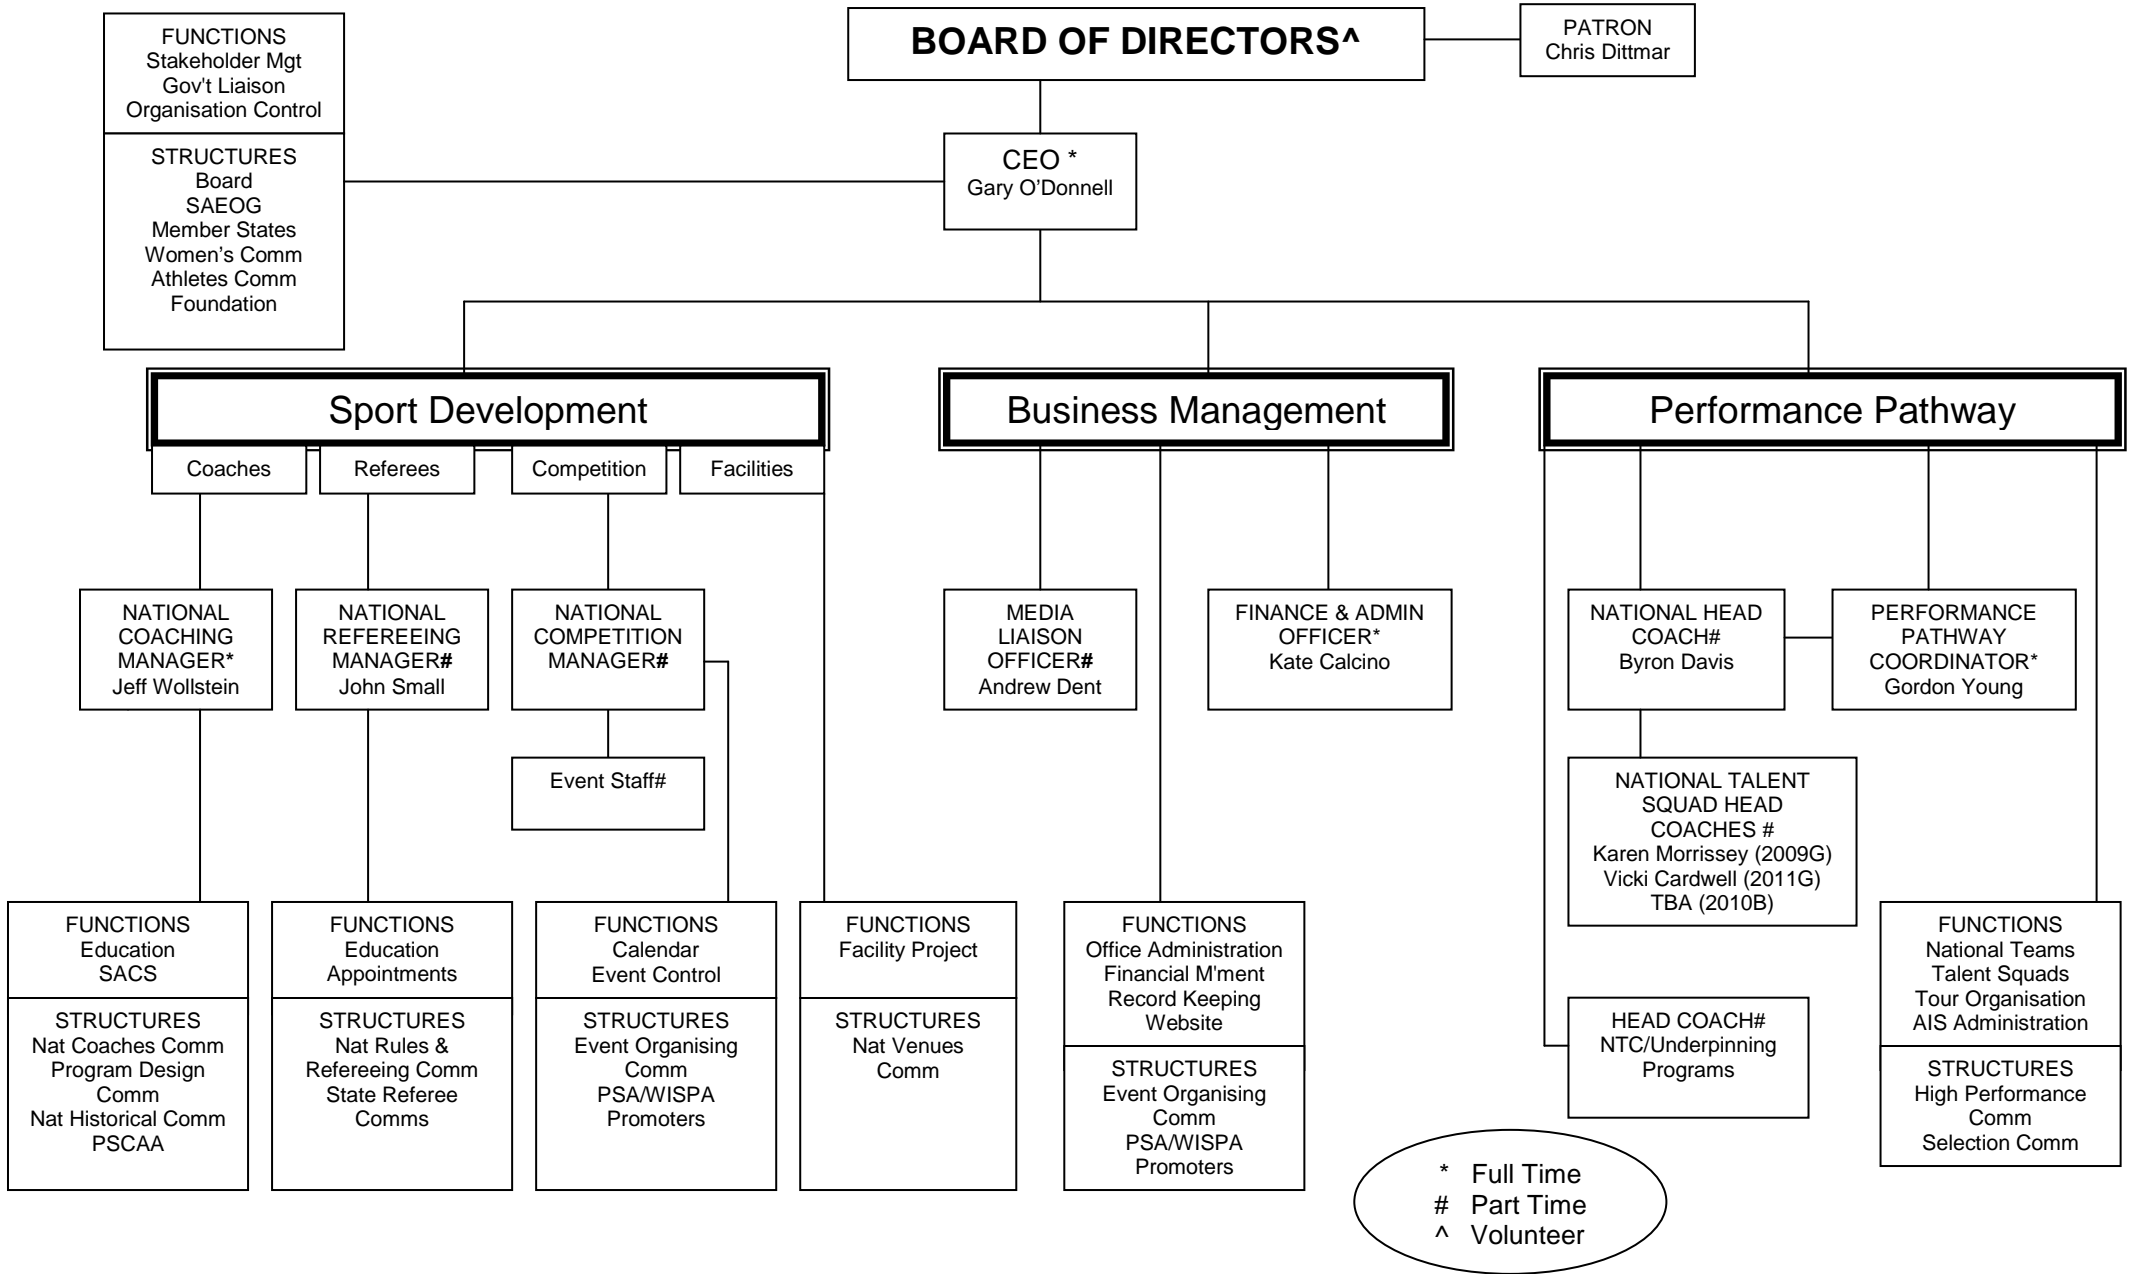 FUNCTIONS
Stakeholder Mgt
Gov't Liaison
Organisation Control
STRUCTURES
Board
SAEOG
Member States
Women's Comm
Athletes Comm
Foundation
BOARD OF DIRECTORS^
PATRON
Chris Dittmar
CEO *
Gary O'Donnell
Sport Development
Business Management
Performance Pathway
Coaches
Referees
Competition
Facilities
NATIONAL
COACHING
MANAGER*
Jeff Wollstein
NATIONAL
REFEREEING
MANAGER#
John Small
NATIONAL
COMPETITION
MANAGER#
Event Staff#
MEDIA
LIAISON
OFFICER#
Andrew Dent
FINANCE & ADMIN
OFFICER*
Kate Calcino
NATIONAL HEAD
COACH#
Byron Davis
PERFORMANCE
PATHWAY
COORDINATOR*
Gordon Young
NATIONAL TALENT
SQUAD HEAD
COACHES #
Karen Morrissey (2009G)
Vicki Cardwell (2011G)
TBA (2010B)
FUNCTIONS
Education
SACS
STRUCTURES
Nat Coaches Comm
Program Design
Comm
Nat Historical Comm
PSCAA
FUNCTIONS
Education
Appointments
STRUCTURES
Nat Rules &
Refereeing Comm
State Referee
Comms
FUNCTIONS
Calendar
Event Control
STRUCTURES
Event Organising
Comm
PSA/WISPA
Promoters
FUNCTIONS
Facility Project
STRUCTURES
Nat Venues
Comm
FUNCTIONS
Office Administration
Financial M'ment
Record Keeping
Website
STRUCTURES
Event Organising
Comm
PSA/WISPA
Promoters
HEAD COACH#
NTC/Underpinning
Programs
FUNCTIONS
National Teams
Talent Squads
Tour Organisation
AIS Administration
STRUCTURES
High Performance
Comm
Selection Comm
* Full Time
# Part Time
^ Volunteer